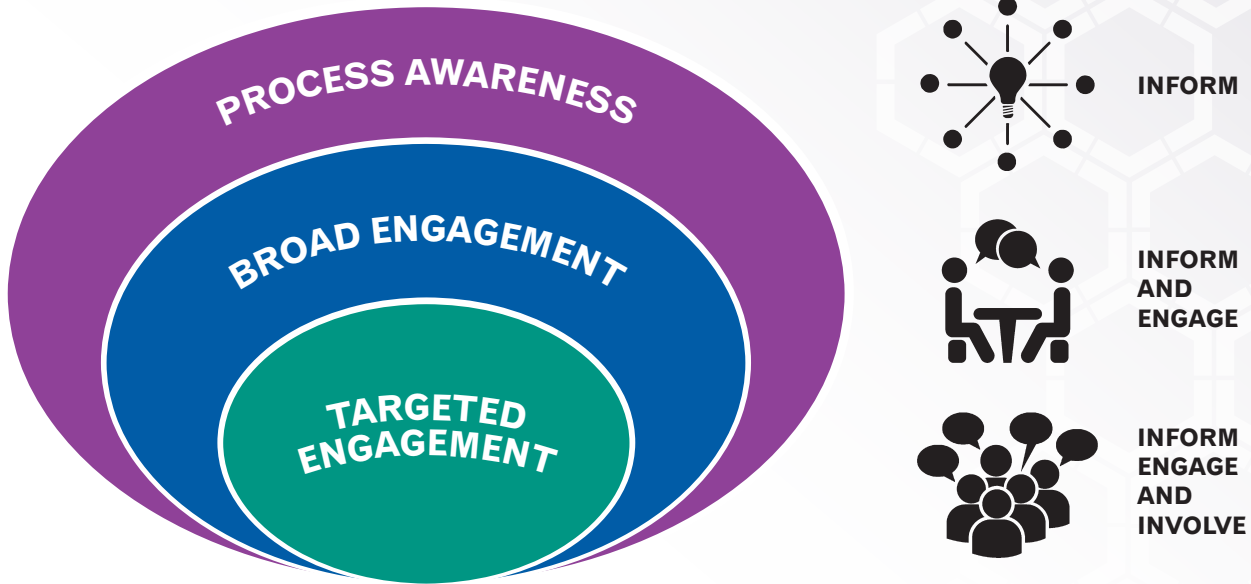 PROCESS AWARENESS
BROAD ENGAGEMENT
TARGETED
ENGAGEMENT
INFORM
INFORM
AND
ENGAGE
INFORM
ENGAGE
AND
INVOLVE